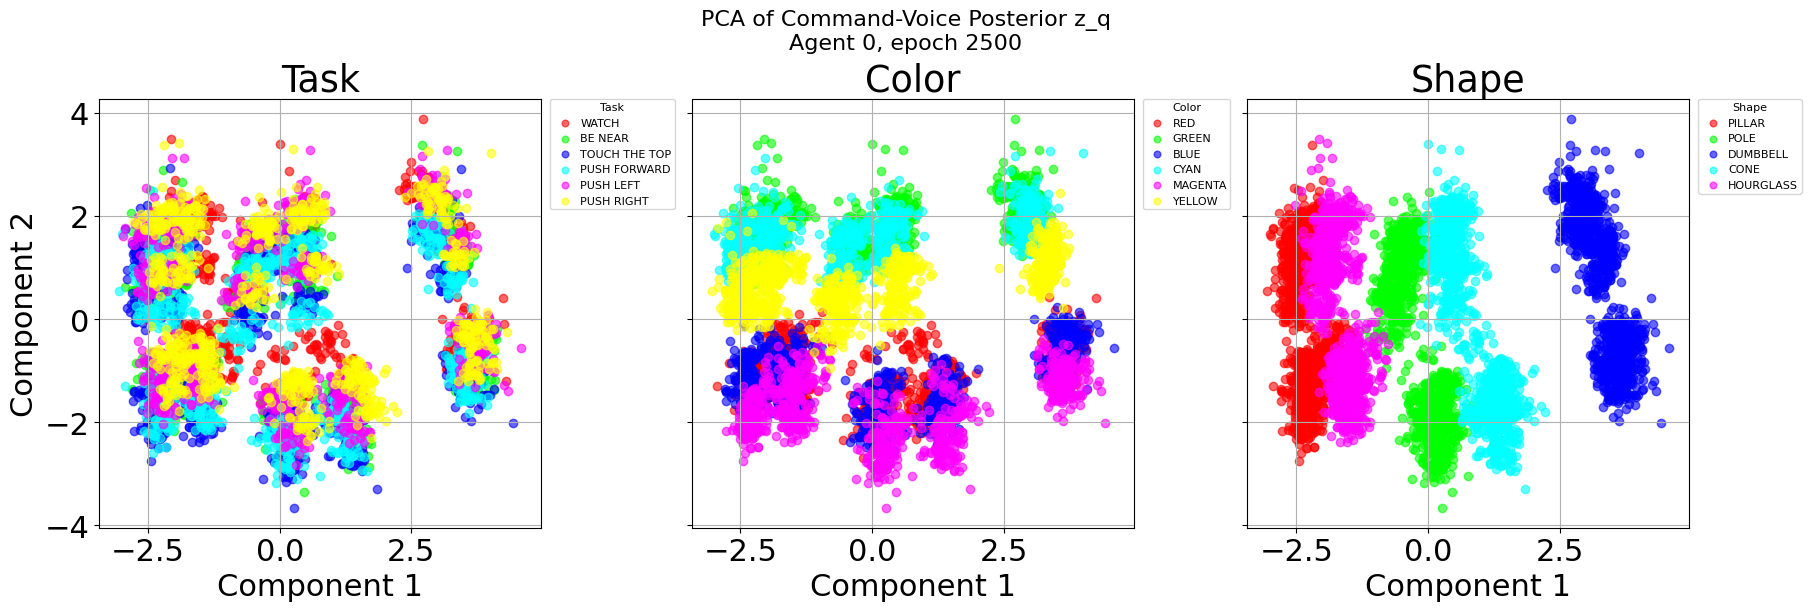 PCA of Command-Voice Posterior z_q
Agent 0, epoch 2500
Task
Component 2
4
2
0
−2
−4
−2.5
0.0
2.5
Component 1
Task
WATCH
BE NEAR
TOUCH THE TOP
PUSH FORWARD
PUSH LEFT
PUSH RIGHT
Color
−2.5
0.0
2.5
Component 1
Color
RED
GREEN
BLUE
CYAN
MAGENTA
YELLOW
Shape
−2.5
0.0
2.5
Component 1
Shape
PILLAR
POLE
DUMBBELL
CONE
HOURGLASS